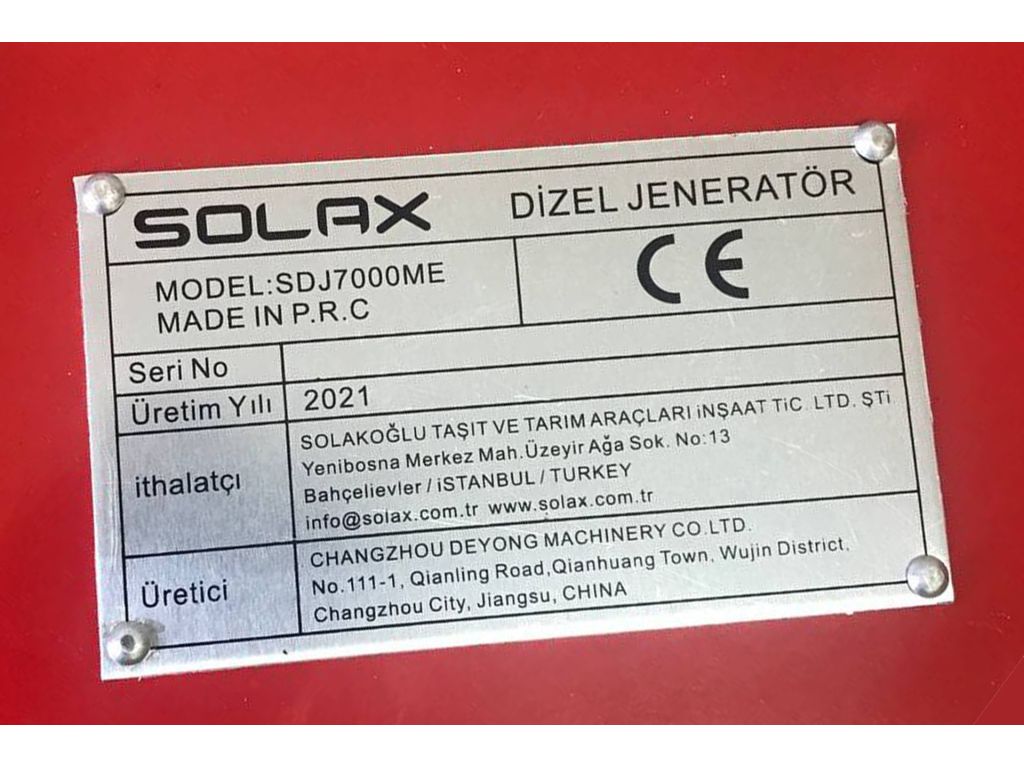 SOLAX
DİZEL JENERATÖR
MODEL:SDJ7000ME
MADE IN P.R.C
CE
Seri No
Üretim Yılı 2021
ithalatçı
SOLAKOĞLU TAŞIT VE TARIM ARAÇLARI iNŞAAT TiC. LTD. ŞTi
Yenibosna Merkez Mah.Üzeyir Ağa Sok. No:13
Bahçelievler / iSTANBUL / TURKEY
info@solax.com.tr www.solax.com.tr
Üretici
CHANGZHOU DEYONG MACHINERY CO.LTD.
No.111-1, Qianling Road,Qianhuang Town, Wujin District,
Changzhou City, Jiangsu, CHINA